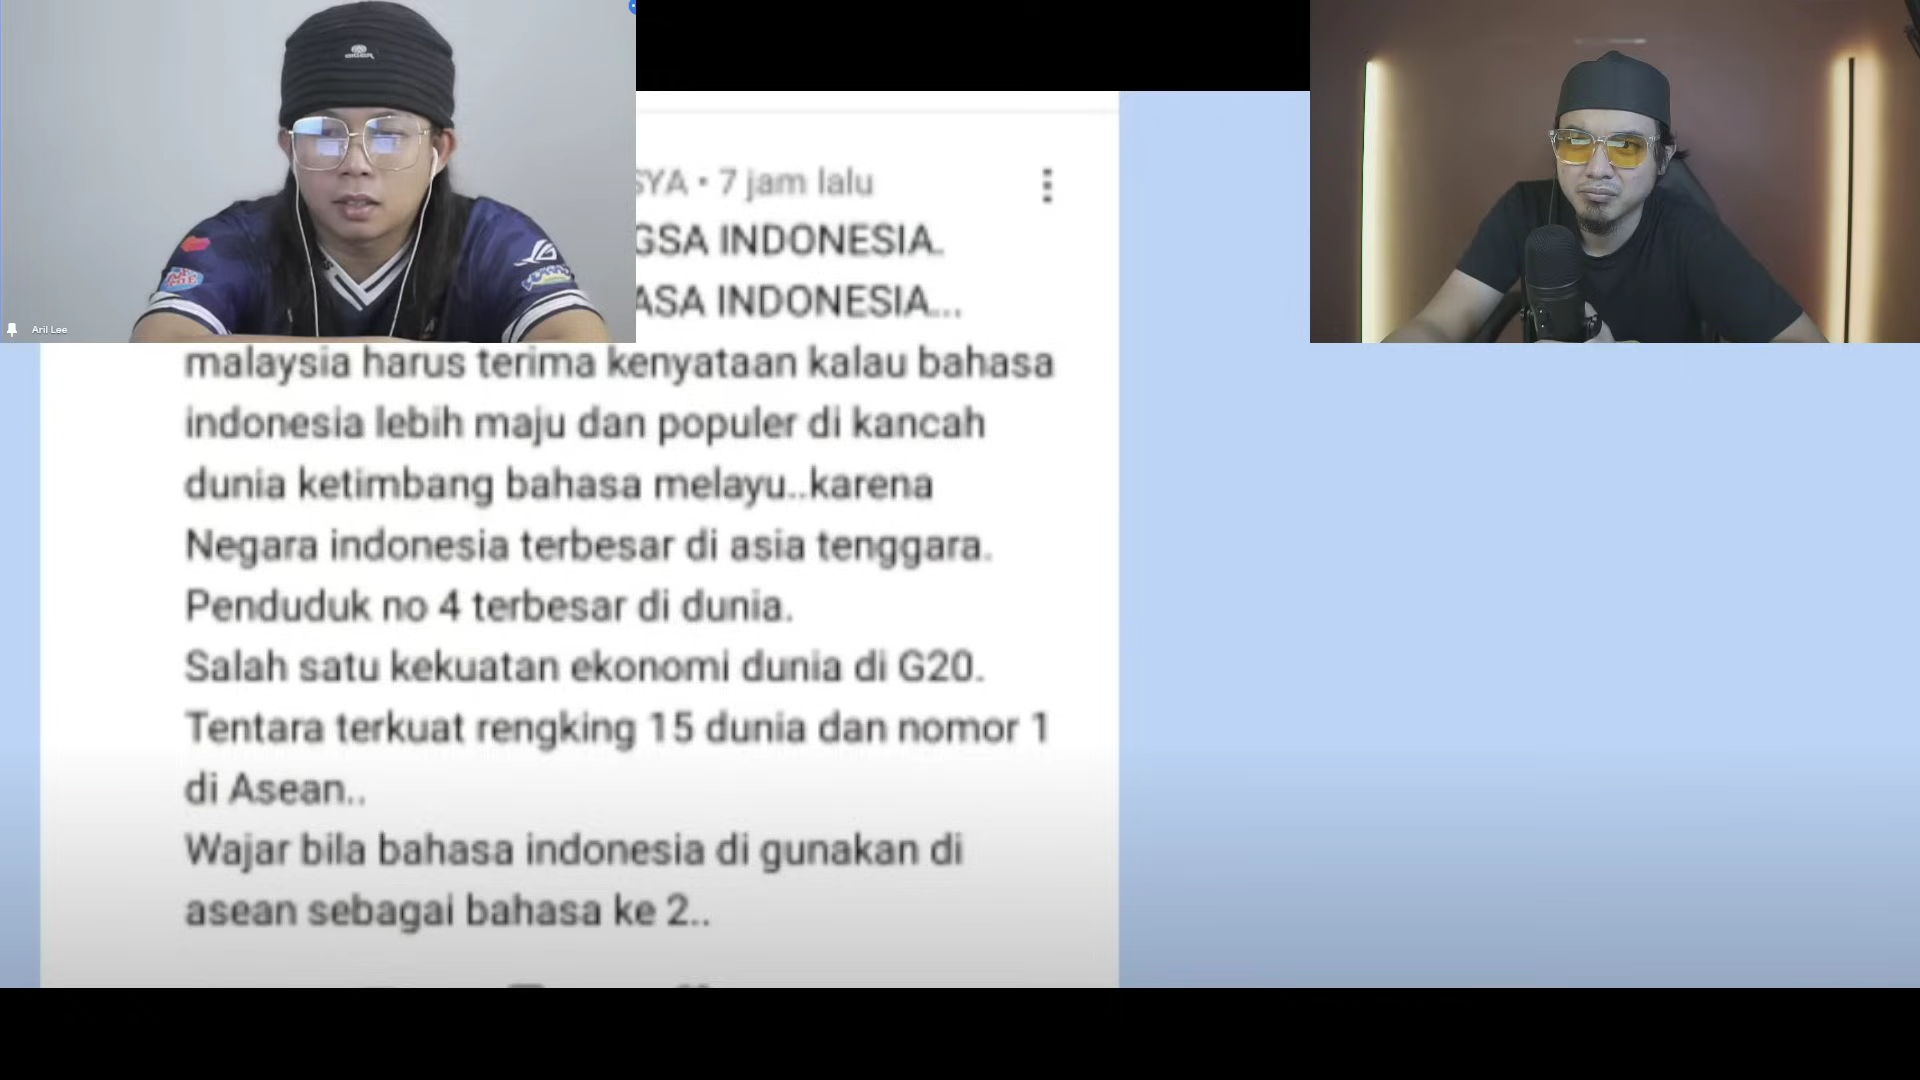 Aril Lee
SYA • 7 jam lalu
GSA INDONESIA.
ASA INDONESIA...
malaysia harus terima kenyataan kalau bahasa
indonesia lebih maju dan populer di kancah
dunia ketimbang bahasa melayu..karena
Negara indonesia terbesar di asia tenggara.
Penduduk no 4 terbesar di dunia.
Salah satu kekuatan ekonomi dunia di G20.
Tentara terkuat rengking 15 dunia dan nomor 1
di Asean..
Wajar bila bahasa indonesia di gunakan di
asean sebagai bahasa ke 2..